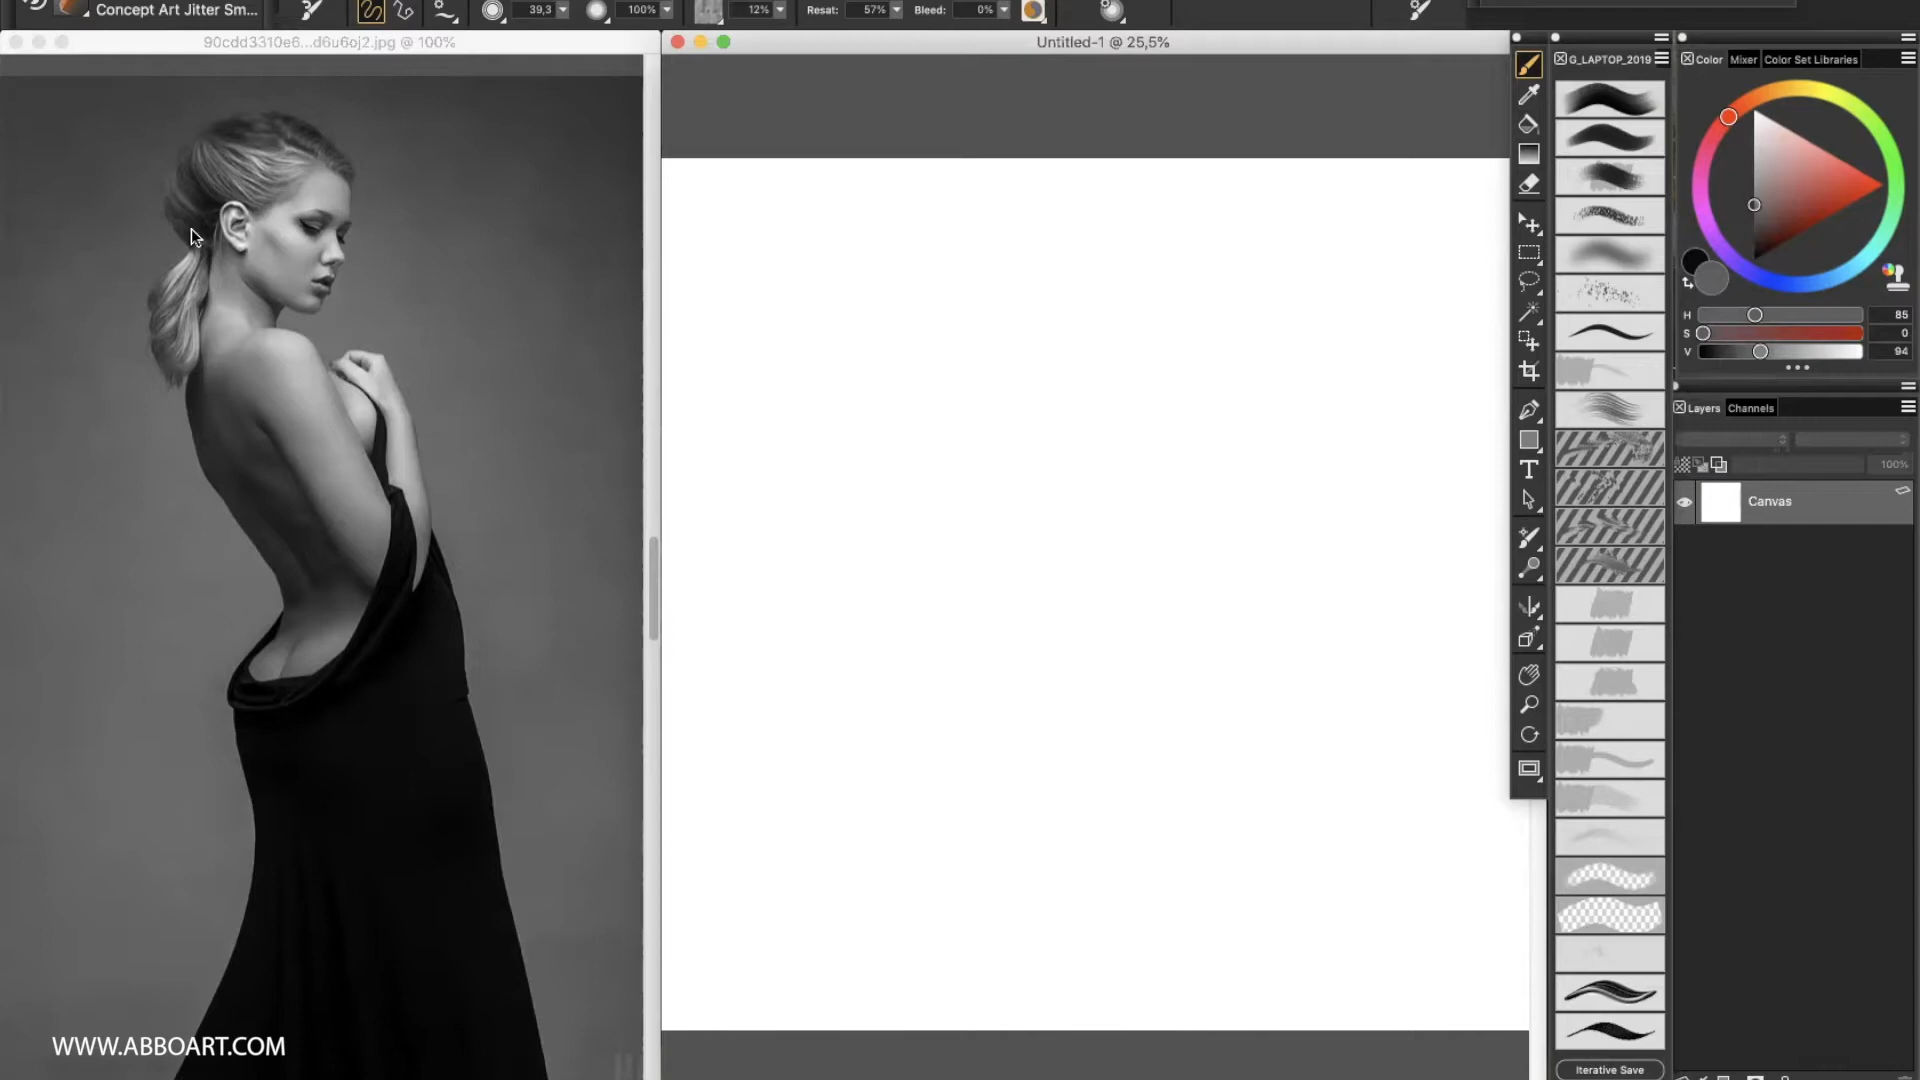 Concept Art Jitter Sm...
39,3
100%
12%
Resat: 57%
Bleed: 0%
90cdd3310e6...d6u6oj2.jpg @ 100%
Untitled-1 @ 25,5%
G_LAPTOP_2019
Color Mixer Color Set Libraries
H 85
S 0
V 94
Layers Channels
100%
Canvas
T
WWW.ABBOART.COM
Iterative Save